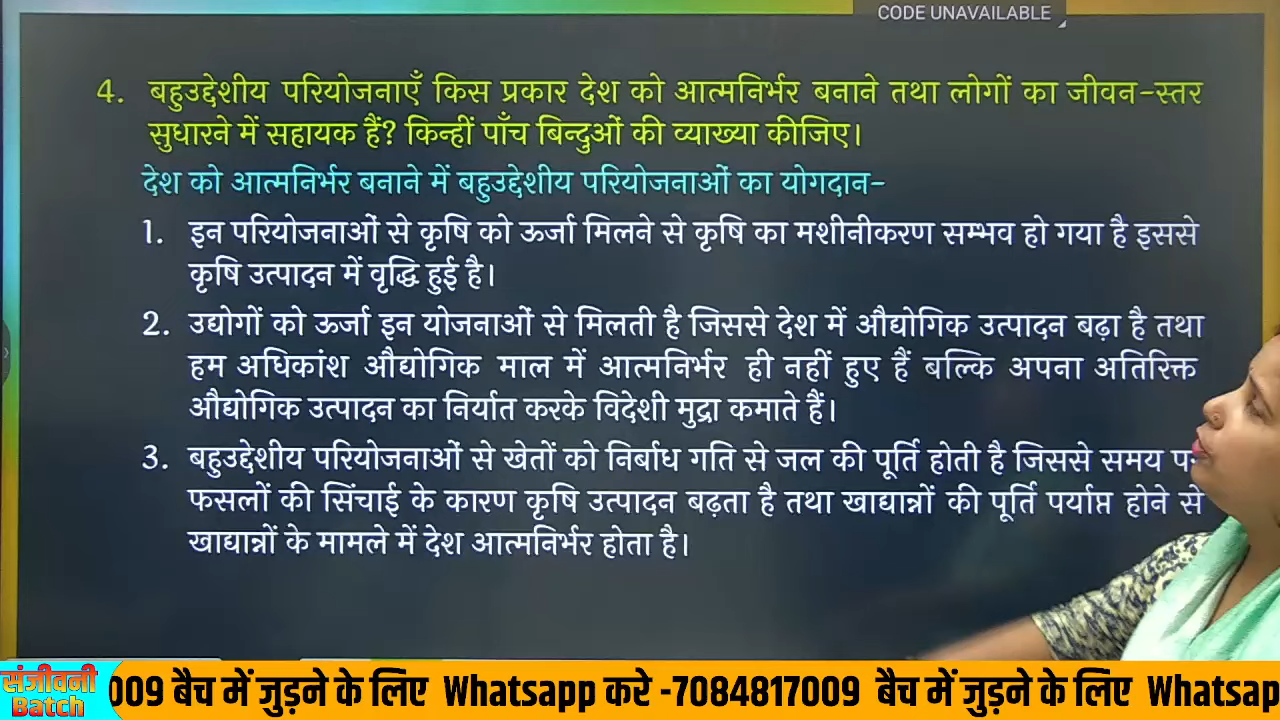 CODE UNAVAILABLE
4. बहुउद्देशीय परियोजनाएँ किस प्रकार देश को आत्मनिर्भर बनाने तथा लोगों का जीवन-स्तर
सुधारने में सहायक हैं? किन्हीं पाँच बिन्दुओं की व्याख्या कीजिए।
देश को आत्मनिर्भर बनाने में बहुउद्देशीय परियोजनाओं का योगदान-
1. इन परियोजनाओं से कृषि को ऊर्जा मिलने से कृषि का मशीनीकरण सम्भव हो गया है इससे
कृषि उत्पादन में वृद्धि हुई है।
2. उद्योगों को ऊर्जा इन योजनाओं से मिलती है जिससे देश में औद्योगिक उत्पादन बढ़ा है तथा
हम अधिकांश औद्योगिक माल में आत्मनिर्भर ही नहीं हुए हैं बल्कि अपना अतिरिक्त
औद्योगिक उत्पादन का निर्यात करके विदेशी मुद्रा कमाते हैं।
3. बहुउद्देशीय परियोजनाओं से खेतों को निर्बाध गति से जल की पूर्ति होती है जिससे समय
फसलों की सिंचाई के कारण कृषि उत्पादन बढ़ता है तथा खाद्यान्नों की पूर्ति पर्याप्त होने से
खाद्यान्नों के मामले में देश आत्मनिर्भर होता है।
संजीवनी
Batch
009 बैच में जुड़ने के लिए Whatsapp करे -7084817009 बैच में जुड़ने के लिए Whatsap